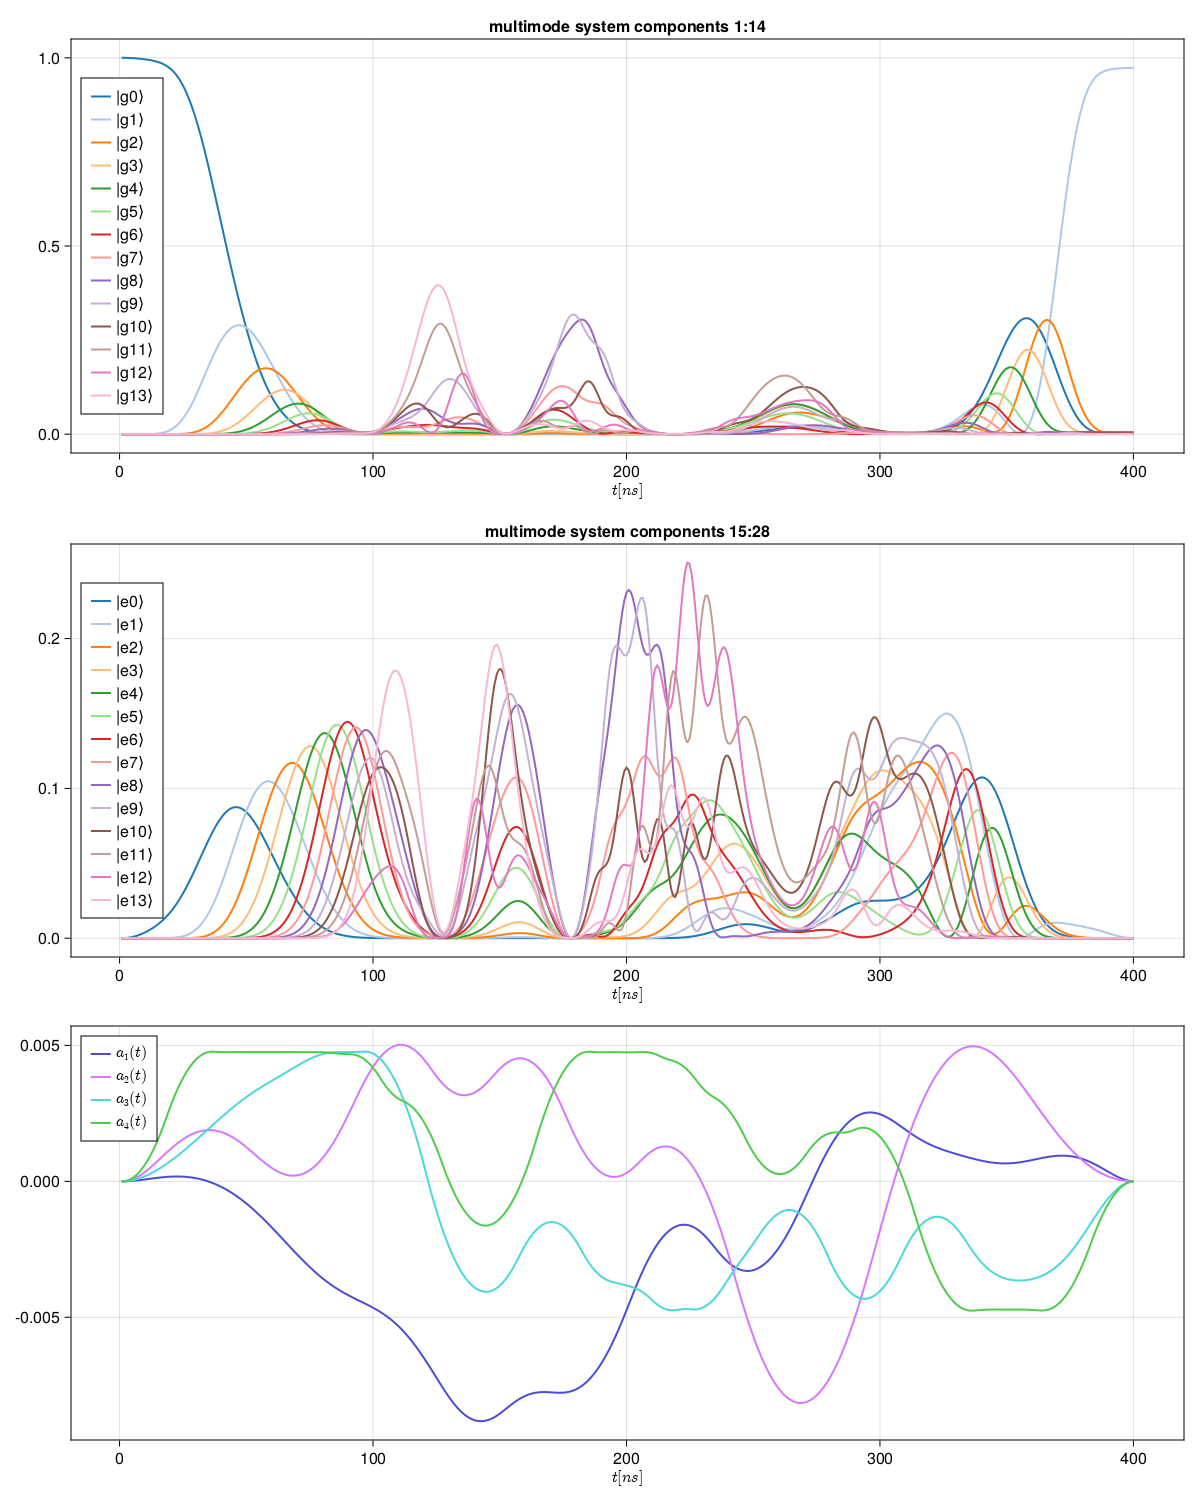 multimode system components 1:14
1.0
0.5
0.0
|g0⟩
|g1⟩
|g2⟩
|g3⟩
|g4⟩
|g5⟩
|g6⟩
|g7⟩
|g8⟩
|g9⟩
|g10⟩
|g11⟩
|g12⟩
|g13⟩
0 100 200 300 400
t[ns]
multimode system components 15:28
0.2
0.1
0.0
|e0⟩
|e1⟩
|e2⟩
|e3⟩
|e4⟩
|e5⟩
|e6⟩
|e7⟩
|e8⟩
|e9⟩
|e10⟩
|e11⟩
|e12⟩
|e13⟩
0 100 200 300 400
t[ns]
0.005
0.000
-0.005
a₁(t)
a₂(t)
a₃(t)
a₄(t)
0 100 200 300 400
t[ns]